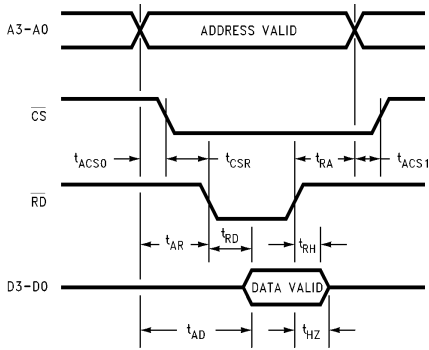 A3-A0 ADDRESS VALID
CS
tACS0 tCSR tRA tACS1
RD
tAR tRD tRH
D3-D0 DATA VALID
tAD tHZ